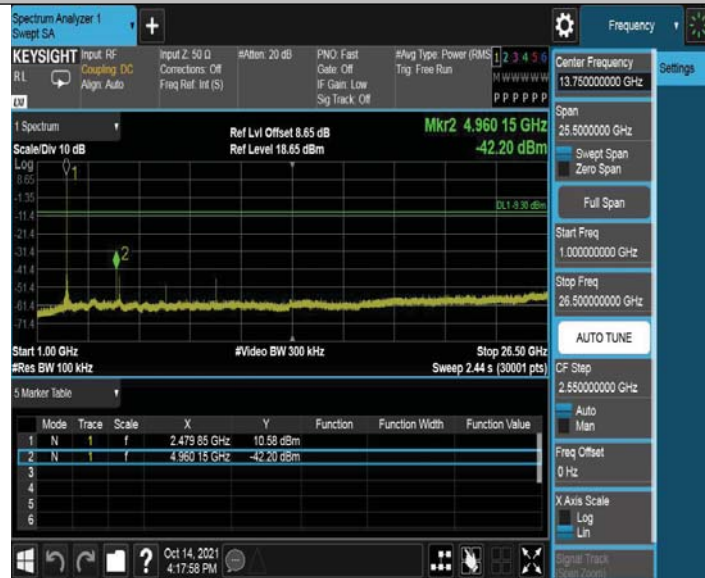 Spectrum Analyzer 1
Swept SA
Frequency
KEYSIGHT
Input: RF
Input Z: 50 Ω
#Atten: 20 dB
PNO: Fast
#Avg Type: Power (RMS
1 2 3 4 5 6
RL
Coupling: DC
Corrections: Off
Gate: Off
Trig: Free Run
M W W W W W
Align: Auto
Freq Ref: Int (S)
IF Gain: Low
Sig Track: Off
P P P P P P
LXI
1 Spectrum
Ref Lvl Offset 8.65 dB
Mkr2 4.960 15 GHz
Scale/Div 10 dB
Ref Level 18.65 dBm
-42.20 dBm
Log
8.65
1
-1.35
DL1 -9.30 dBm
-11.4
-21.4
-31.4
2
-41.4
-51.4
-61.4
-71.4
Start 1.00 GHz
#Video BW 300 kHz
Stop 26.50 GHz
#Res BW 100 kHz
Sweep 2.44 s (30001 pts)
5 Marker Table
Mode Trace Scale X Y Function Function Width Function Value
1 N 1 f 2.479 85 GHz 10.58 dBm
2 N 1 f 4.960 15 GHz -42.20 dBm
3
4
5
6
?
Oct 14, 2021
4:17:58 PM
Center Frequency
13.750000000 GHz
Settings
Span
25.5000000 GHz
Swept Span
Zero Span
Full Span
Start Freq
1.000000000 GHz
Stop Freq
26.500000000 GHz
AUTO TUNE
CF Step
2.550000000 GHz
Auto
Man
Freq Offset
0 Hz
X Axis Scale
Log
Lin
Signal Track
(Span Zoom)